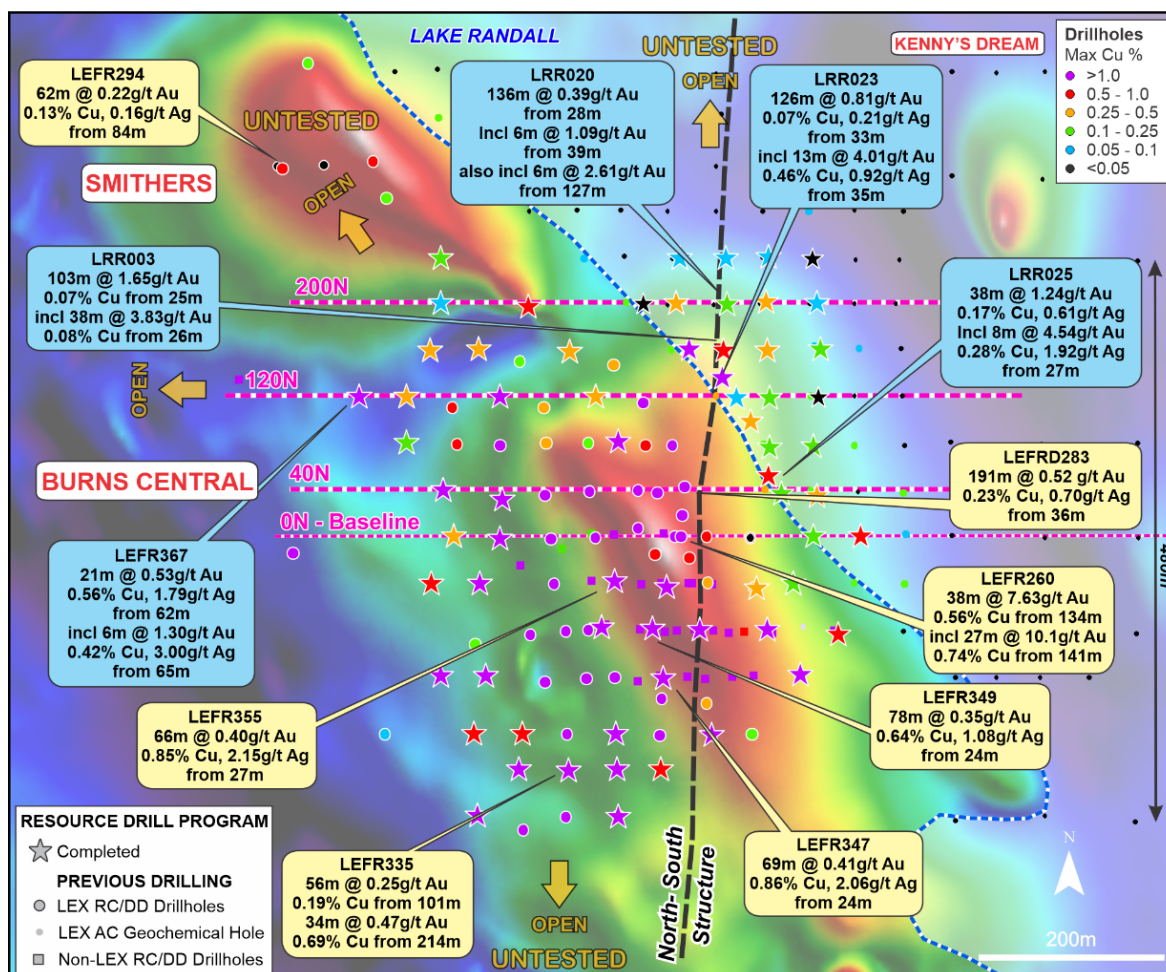 LAKE RANDALL
UNTESTED
OPEN
KENNY'S DREAM
Drillholes
Max Cu %
>1.0
0.5 - 1.0
0.25 - 0.5
0.1 - 0.25
0.05 - 0.1
<0.05
LEFR294
62m @ 0.22g/t Au
0.13% Cu, 0.16g/t Ag
from 84m
UNTESTED
OPEN
SMITHERS
LRR020
136m @ 0.39g/t Au
from 28m
Incl 6m @ 1.09g/t Au
from 39m
also incl 6m @ 2.61g/t Au
from 127m
LRR023
126m @ 0.81g/t Au
0.07% Cu, 0.21g/t Ag
from 33m
incl 13m @ 4.01g/t Au
0.46% Cu, 0.92g/t Ag
from 35m
LRR003
103m @ 1.65g/t Au
0.07% Cu from 25m
incl 38m @ 3.83g/t Au
0.08% Cu from 26m
LRR025
38m @ 1.24g/t Au
0.17% Cu, 0.61g/t Ag
Incl 8m @ 4.54g/t Au
0.28% Cu, 1.92g/t Ag
from 27m
200N
OPEN
120N
BURNS CENTRAL
40N
0N - Baseline
LEFRD283
191m @ 0.52 g/t Au
0.23% Cu, 0.70g/t Ag
from 36m
LEFR367
21m @ 0.53g/t Au
0.56% Cu, 1.79g/t Ag
from 62m
incl 6m @ 1.30g/t Au
0.42% Cu, 3.00g/t Ag
from 65m
LEFR260
38m @ 7.63g/t Au
0.56% Cu from 134m
incl 27m @ 10.1g/t Au
0.74% Cu from 141m
LEFR355
66m @ 0.40g/t Au
0.85% Cu, 2.15g/t Ag
from 27m
LEFR349
78m @ 0.35g/t Au
0.64% Cu, 1.08g/t Ag
from 24m
LEFR335
56m @ 0.25g/t Au
0.19% Cu from 101m
34m @ 0.47g/t Au
0.69% Cu from 214m
LEFR347
69m @ 0.41g/t Au
0.86% Cu, 2.06g/t Ag
from 24m
OPEN
UNTESTED
North- South
Structure
RESOURCE DRILL PROGRAM
Completed
PREVIOUS DRILLING
LEX RC/DD Drillholes
LEX AC Geochemical Hole
Non-LEX RC/DD Drillholes
N
200m